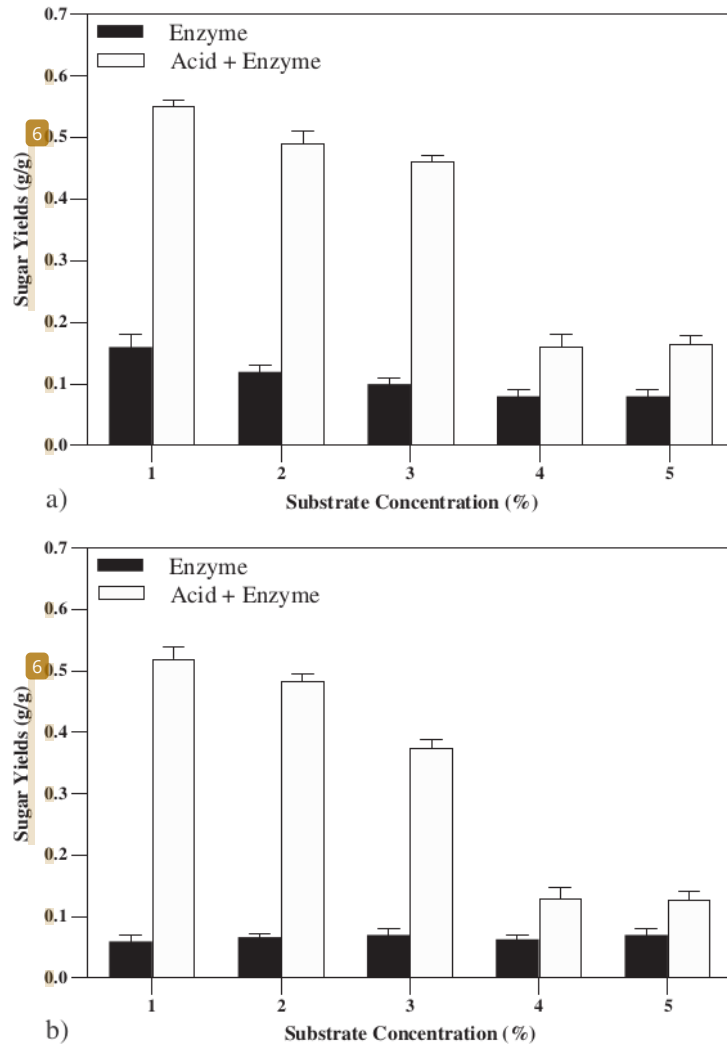 0.7
Enzyme
Acid + Enzyme
0.6
6
0.5
0.4
0.3
0.2
0.1
0.0
Sugar Yields (g/g)
1 2 3 4 5
a)
Substrate Concentration (%)
0.7
Enzyme
Acid + Enzyme
0.6
6
0.5
0.4
0.3
0.2
0.1
0.0
Sugar Yields (g/g)
1 2 3 4 5
b)
Substrate Concentration (%)